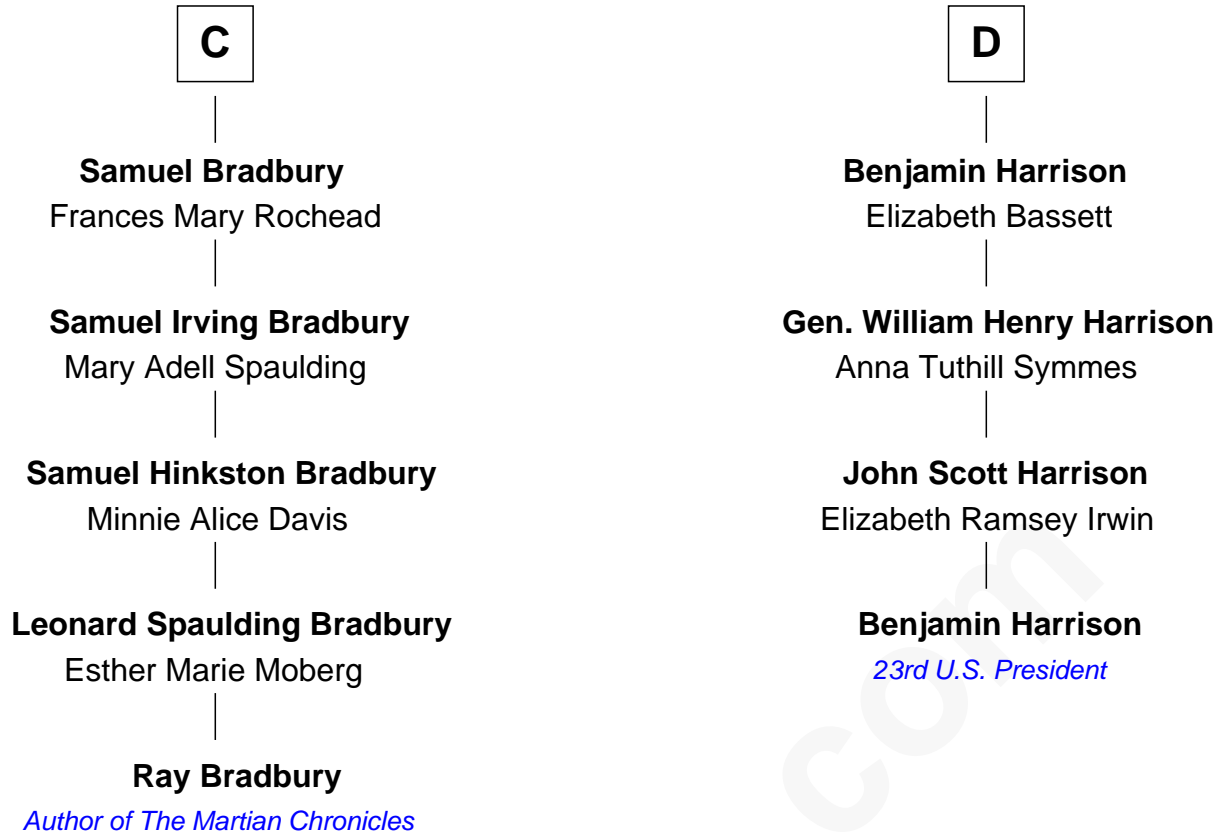 C
Samuel Bradbury
Frances Mary Rochead
Samuel Irving Bradbury
Mary Adell Spaulding
Samuel Hinkston Bradbury
Minnie Alice Davis
Leonard Spaulding Bradbury
Esther Marie Moberg
Ray Bradbury
Author of The Martian Chronicles
D
Benjamin Harrison
Elizabeth Bassett
Gen. William Henry Harrison
Anna Tuthill Symmes
John Scott Harrison
Elizabeth Ramsey Irwin
Benjamin Harrison
23rd U.S. President
com